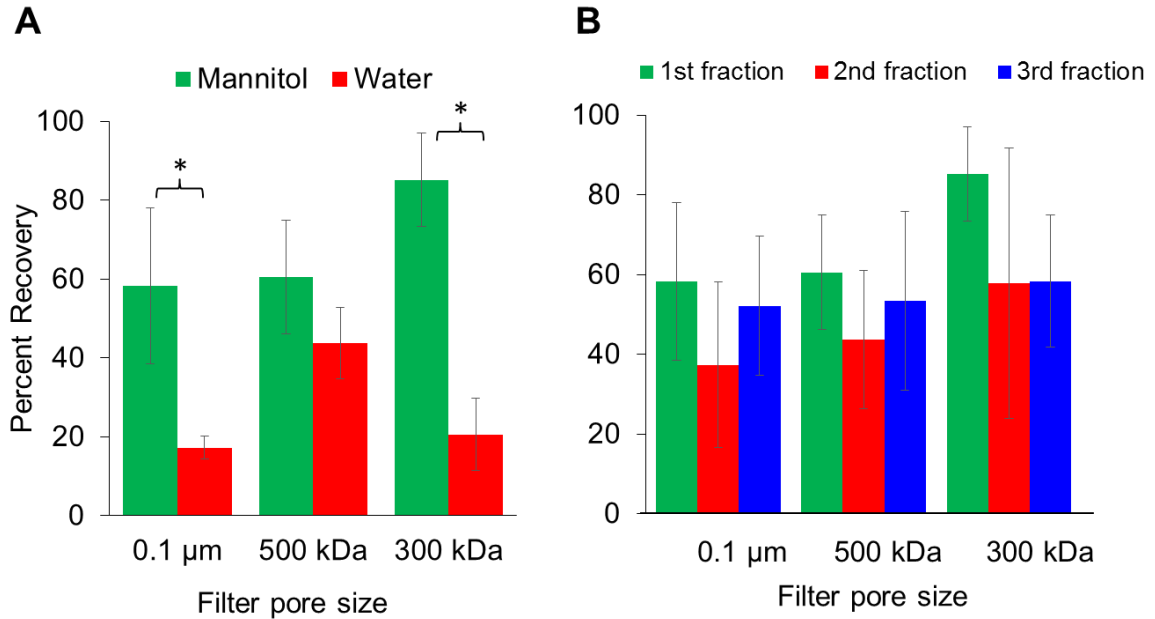 A
Mannitol Water
*
*
100
80
60
40
20
0
Percent Recovery
0.1 µm 500 kDa 300 kDa
Filter pore size
B
1st fraction 2nd fraction 3rd fraction
100
80
60
40
20
0
0.1 µm 500 kDa 300 kDa
Filter pore size